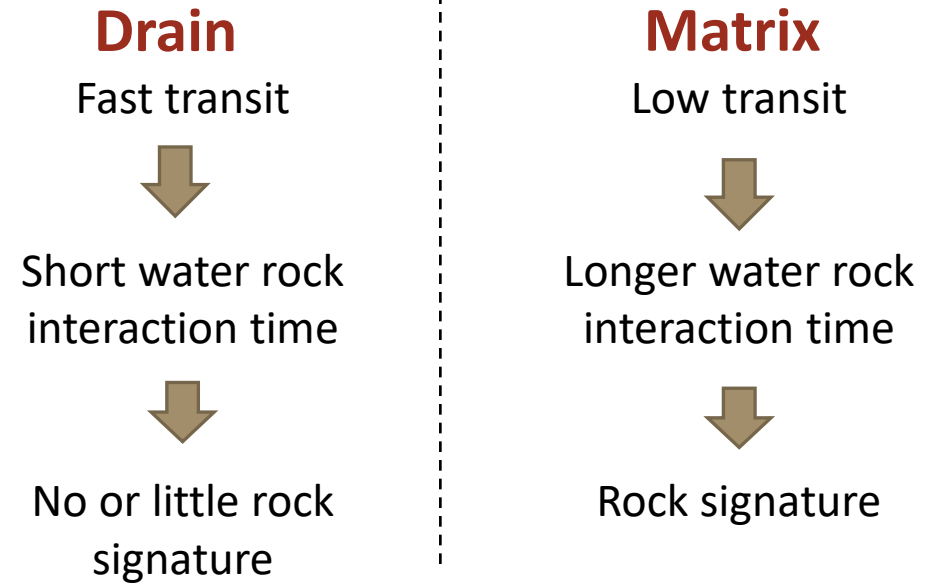 Drain
Fast transit
Short water rock
interaction time
No or little rock
signature
Matrix
Low transit
Longer water rock
interaction time
Rock signature